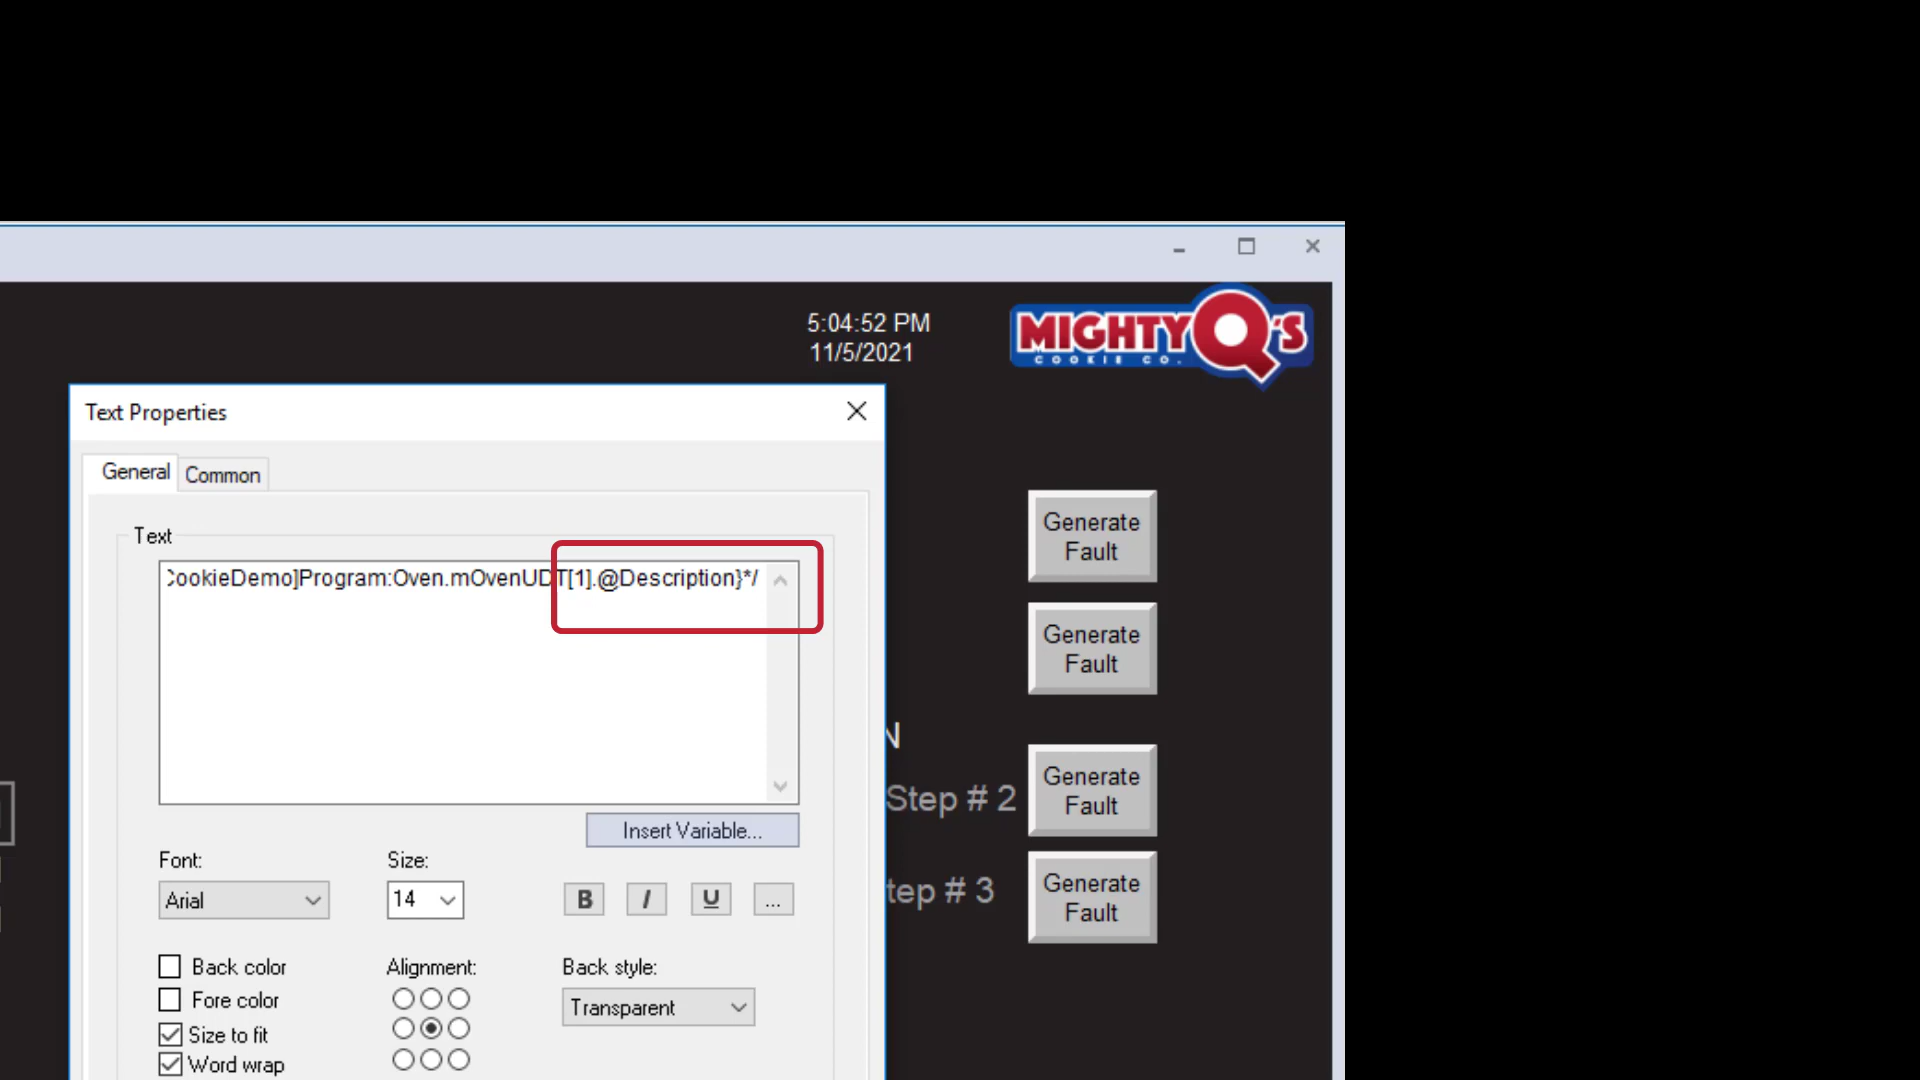 5:04:52 PM
11/5/2021
MIGHTY Q'S
COOKIE CO.
Text Properties
General
Common
Text
CookieDemo]Program:Oven.mOvenUDT[1].@Description}*/
Insert Variable...
Font:
Size:
Arial
14
B
I
U
...
Back color
Fore color
Size to fit
Word wrap
Alignment:
Back style:
Transparent
Generate
Fault
Generate
Fault
N
Step # 2
Generate
Fault
tep # 3
Generate
Fault